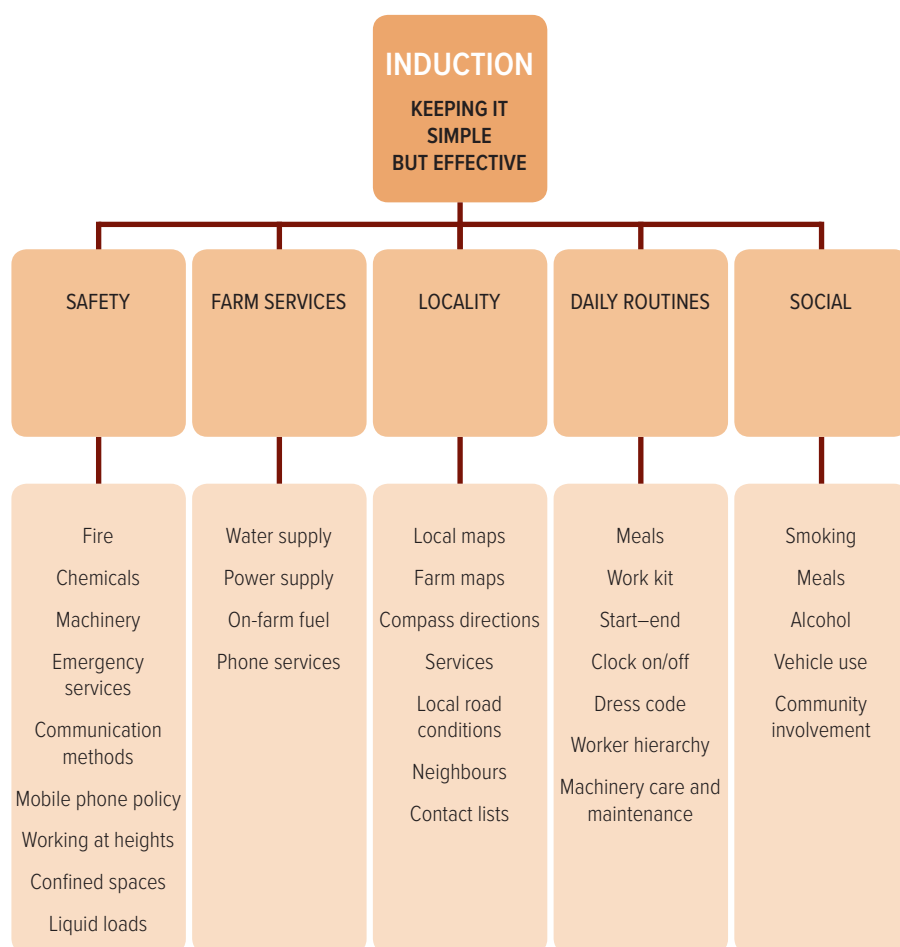 INDUCTION
KEEPING IT
SIMPLE
BUT EFFECTIVE
SAFETY
FARM SERVICES
LOCALITY
DAILY ROUTINES
SOCIAL
Fire
Chemicals
Machinery
Emergency
services
Communication
methods
Mobile phone policy
Working at heights
Confined spaces
Liquid loads
Water supply
Power supply
On-farm fuel
Phone services
Local maps
Farm maps
Compass directions
Services
Local road
conditions
Neighbours
Contact lists
Meals
Work kit
Start–end
Clock on/off
Dress code
Worker hierarchy
Machinery care and
maintenance
Smoking
Meals
Alcohol
Vehicle use
Community
involvement